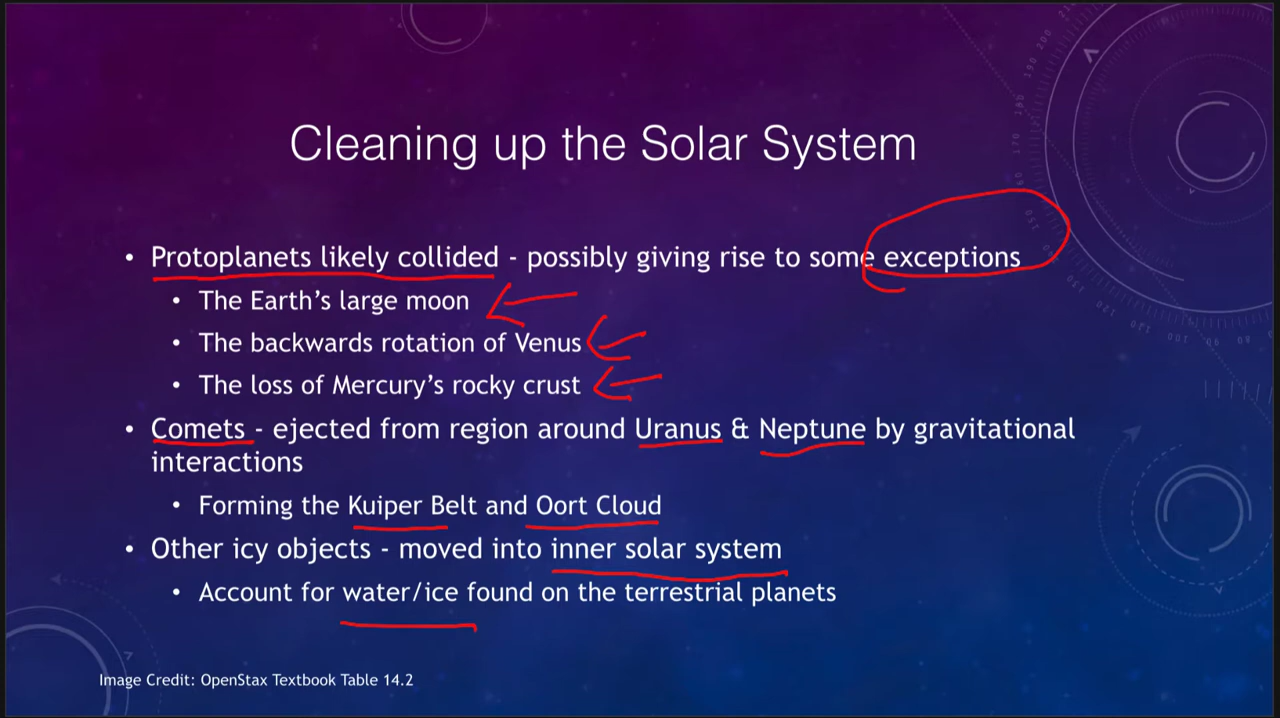 Cleaning up the Solar System
• Protoplanets likely collided - possibly giving rise to some exceptions
• The Earth's large moon
• The backwards rotation of Venus
• The loss of Mercury's rocky crust
• Comets - ejected from region around Uranus & Neptune by gravitational
interactions
• Forming the Kuiper Belt and Oort Cloud
• Other icy objects - moved into inner solar system
• Account for water/ice found on the terrestrial planets
Image Credit: OpenStax Textbook Table 14.2